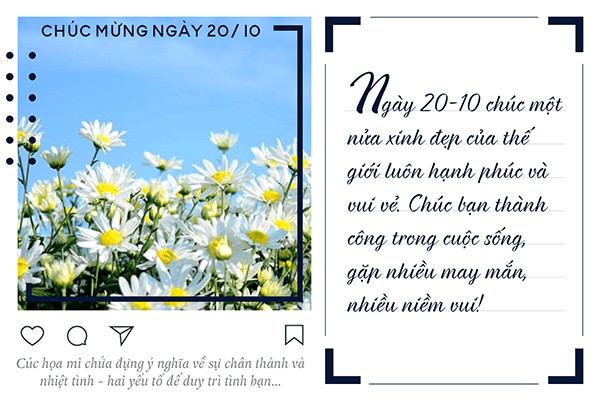 CHÚC MỪNG NGÀY 20/10
Cúc họa mi chứa đựng ý nghĩa về sự chân thành và
nhiệt tình - hai yếu tố để duy trì tình bạn...
Ngày 20-10 chúc một
nửa xinh đẹp của thế
giới luôn hạnh phúc và
vui vẻ. Chúc bạn thành
công trong cuộc sống,
gặp nhiều may mắn,
nhiều niềm vui!